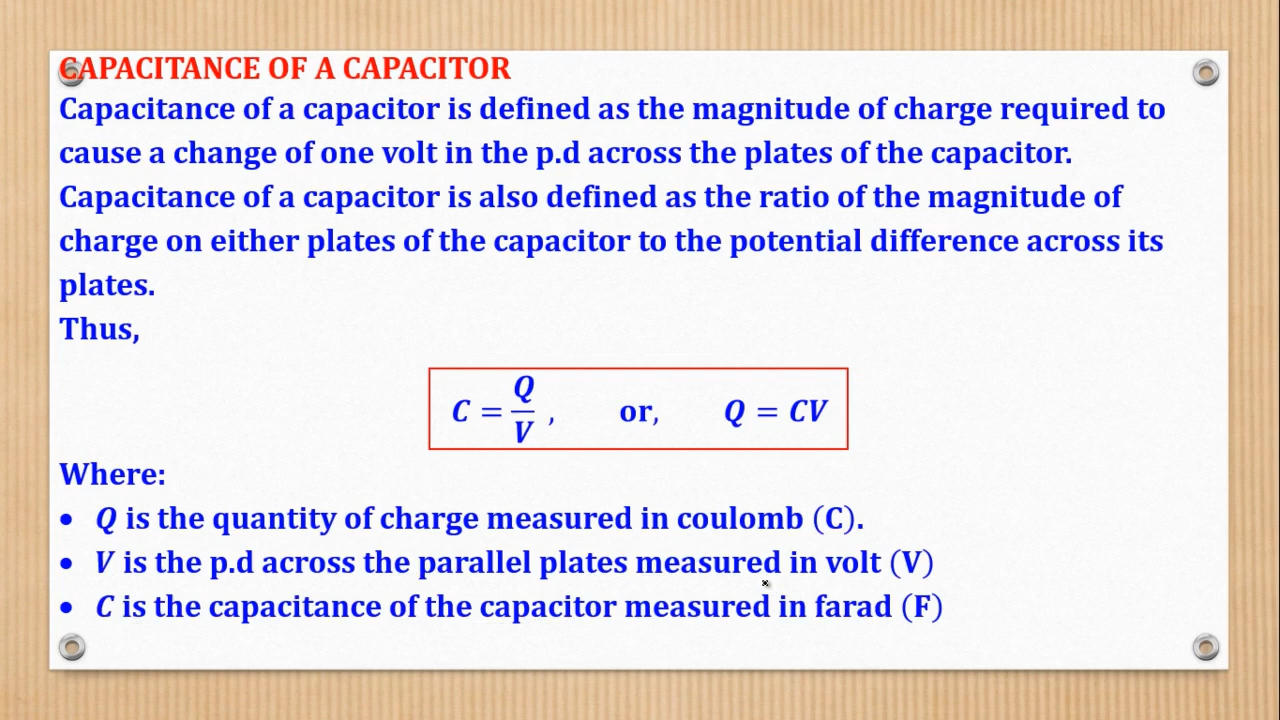 CAPACITANCE OF A CAPACITOR
Capacitance of a capacitor is defined as the magnitude of charge required to
cause a change of one volt in the p.d across the plates of the capacitor.
Capacitance of a capacitor is also defined as the ratio of the magnitude of
charge on either plates of the capacitor to the potential difference across its
plates.
Thus,
C = Q/V , or, Q = CV
Where:
• Q is the quantity of charge measured in coulomb (C).
• V is the p.d across the parallel plates measured in volt (V)
• C is the capacitance of the capacitor measured in farad (F)